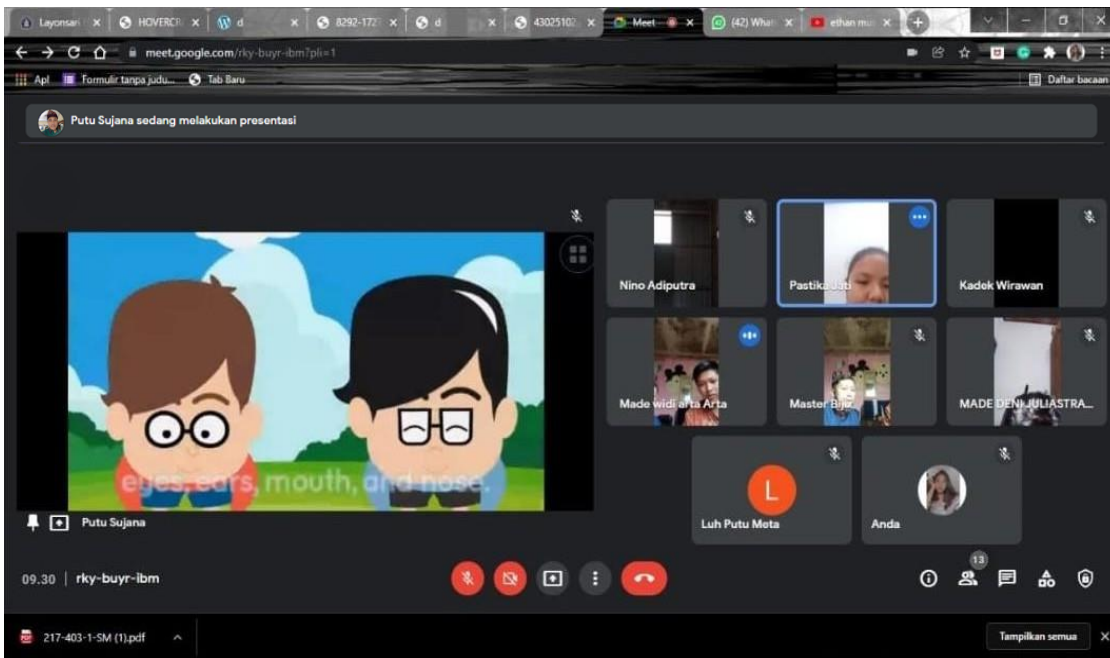 Layonsari
HOVERCR
d
8292-172
d
43025102
Meet
(42) What
ethan mu
meet.google.com/rky-buyr-ibm?pli=1
Apl
Formulir tanpa judu...
Tab Baru
Daftar bacaan
Putu Sujana sedang melakukan presentasi
Nino Adiputra
Pastika Jati
Kadek Wirawan
eyes, ears, mouth, and nose.
Made widi arta Arta
Master
MADE DENI JULIASTRA...
Putu Sujana
L
Luh Putu Meta
Anda
09.30 | rky-buyr-ibm
13
217-403-1-SM (1).pdf
Tampilkan semua